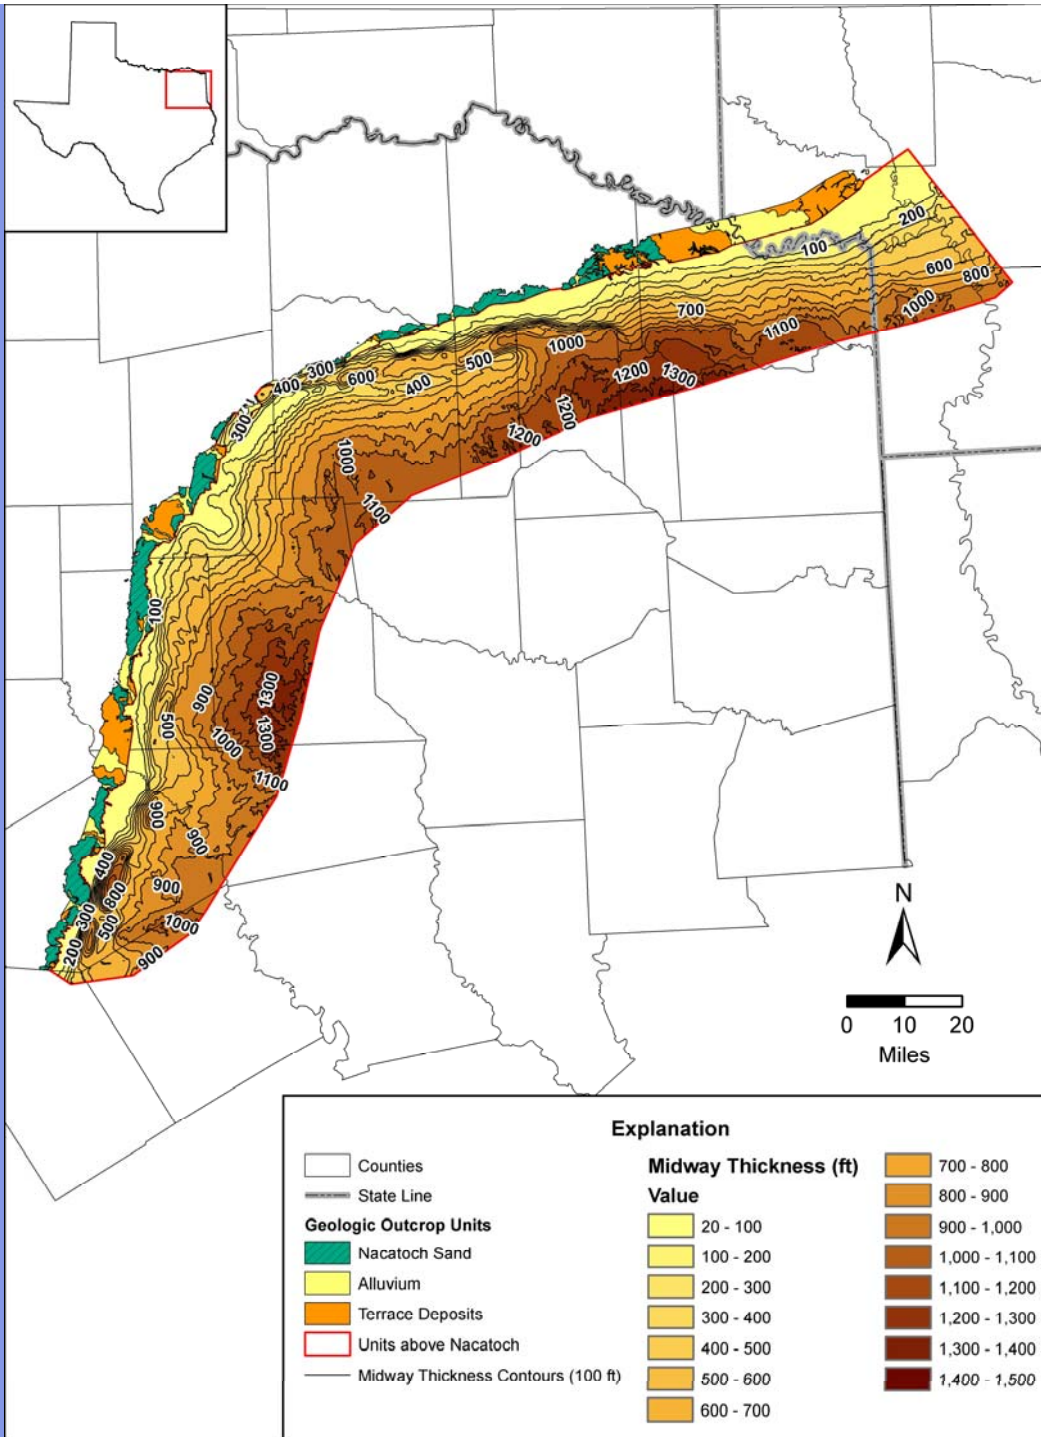 200
100
600
800
1000
700
1100
1000
500
300
400
600
400
1200
1300
300
1200
1200
1000
1100
100
1300
900
500
1300
1000
1100
900
900
400
800
900
300
500
1000
200
900
N
0 10 20
Miles
Explanation
Counties
State Line
Geologic Outcrop Units
Nacatoch Sand
Alluvium
Terrace Deposits
Units above Nacatoch
Midway Thickness Contours (100 ft)
Midway Thickness (ft)
Value
20 - 100
100 - 200
200 - 300
300 - 400
400 - 500
500 - 600
600 - 700
700 - 800
800 - 900
900 - 1,000
1,000 - 1,100
1,100 - 1,200
1,200 - 1,300
1,300 - 1,400
1,400 - 1,500